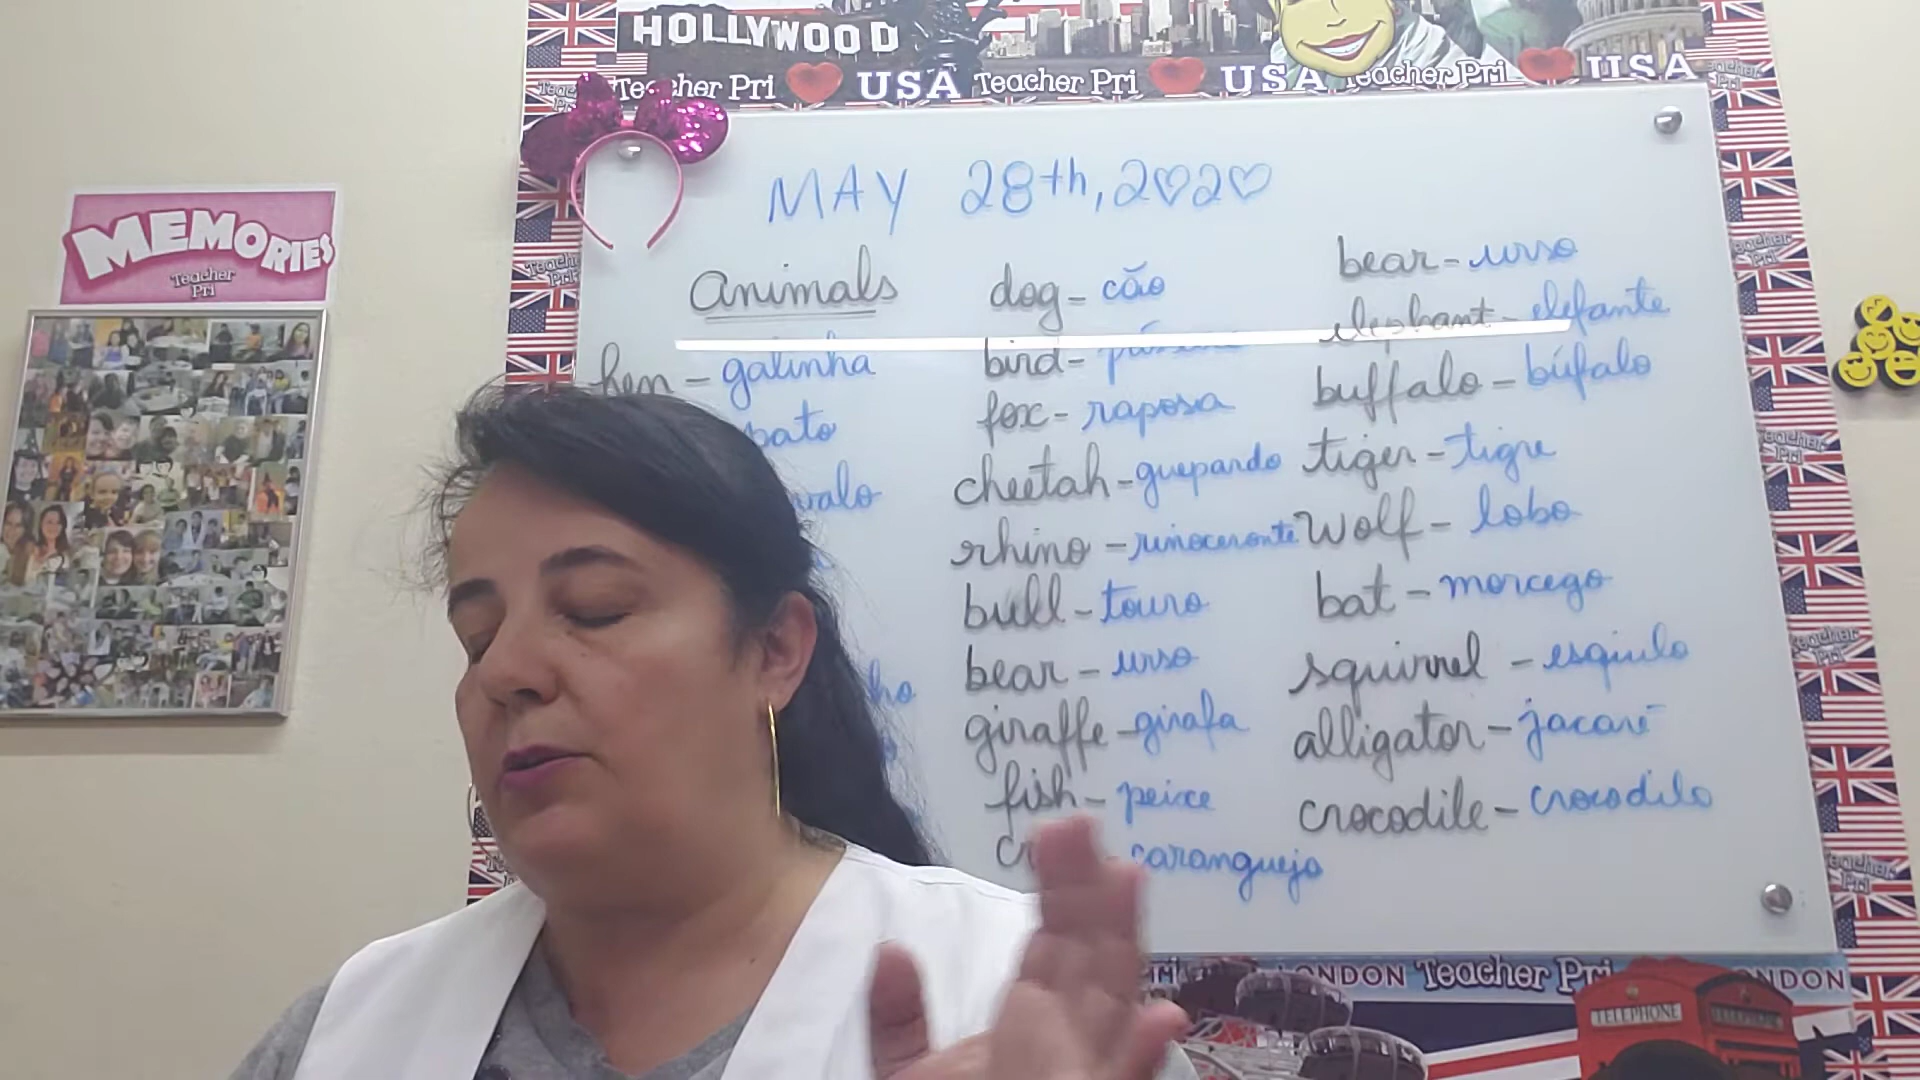 HOLLYWOOD
Teacher Pri USA Teacher Pri USA Teacher Pri USA
MEMORIES
Teacher
Pri
MAY 28th, 2020
animals
hen - galinha
pato
valo
ho
dog - cão
bird -
fox - raposa
cheetah - guepardo
rhino - rinoceronte
bull - touro
bear - urso
giraffe - girafa
fish - peixe
caranguejo
bear - urso
elephant - elefante
buffalo - búfalo
tiger - tigre
wolf - lobo
bat - morcego
squirrel - esquilo
alligator - jacaré
crocodile - crocodilo
LONDON Teacher Pri LONDON
TELEPHONE